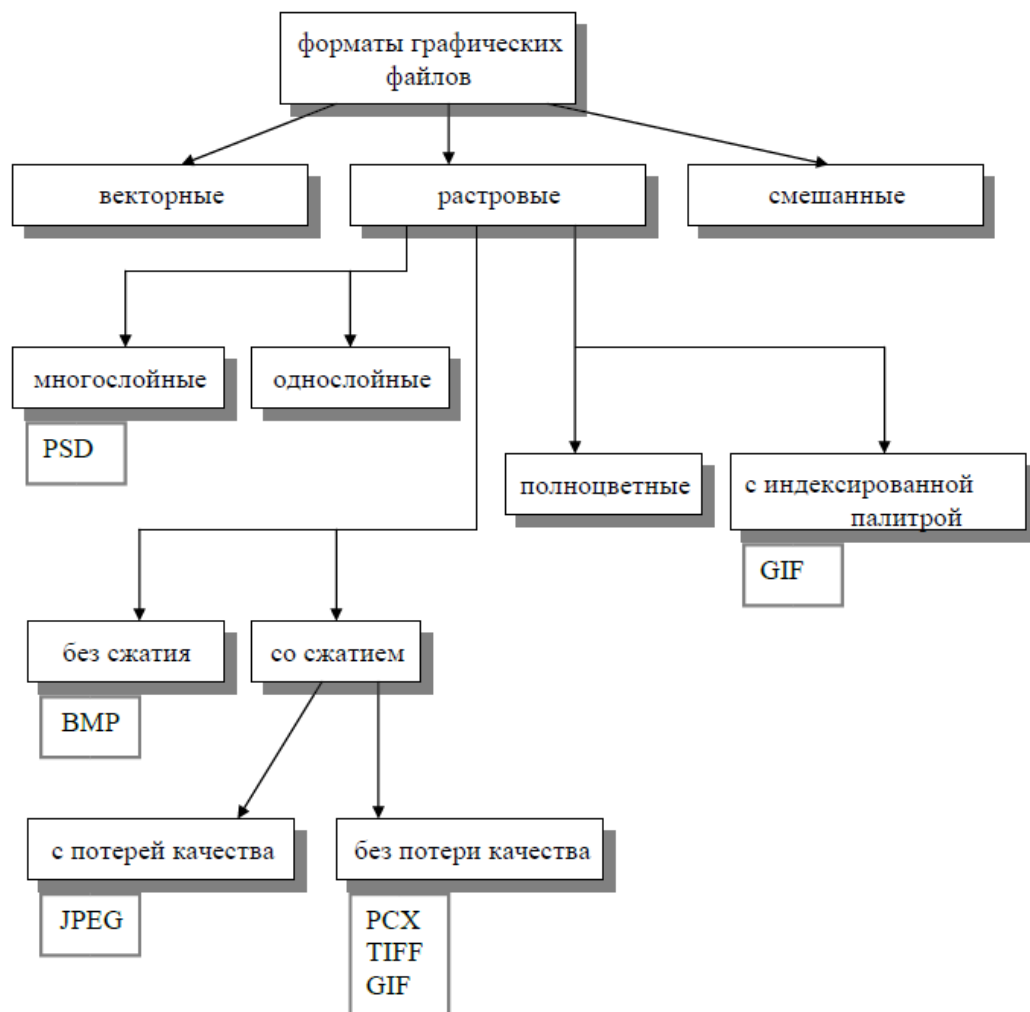 форматы графических
файлов
векторные
растровые
смешанные
многослойные
однослойные
PSD
полноцветные
с индексированной
палитрой
GIF
без сжатия
со сжатием
BMP
с потерей качества
без потери качества
JPEG
PCX
TIFF
GIF